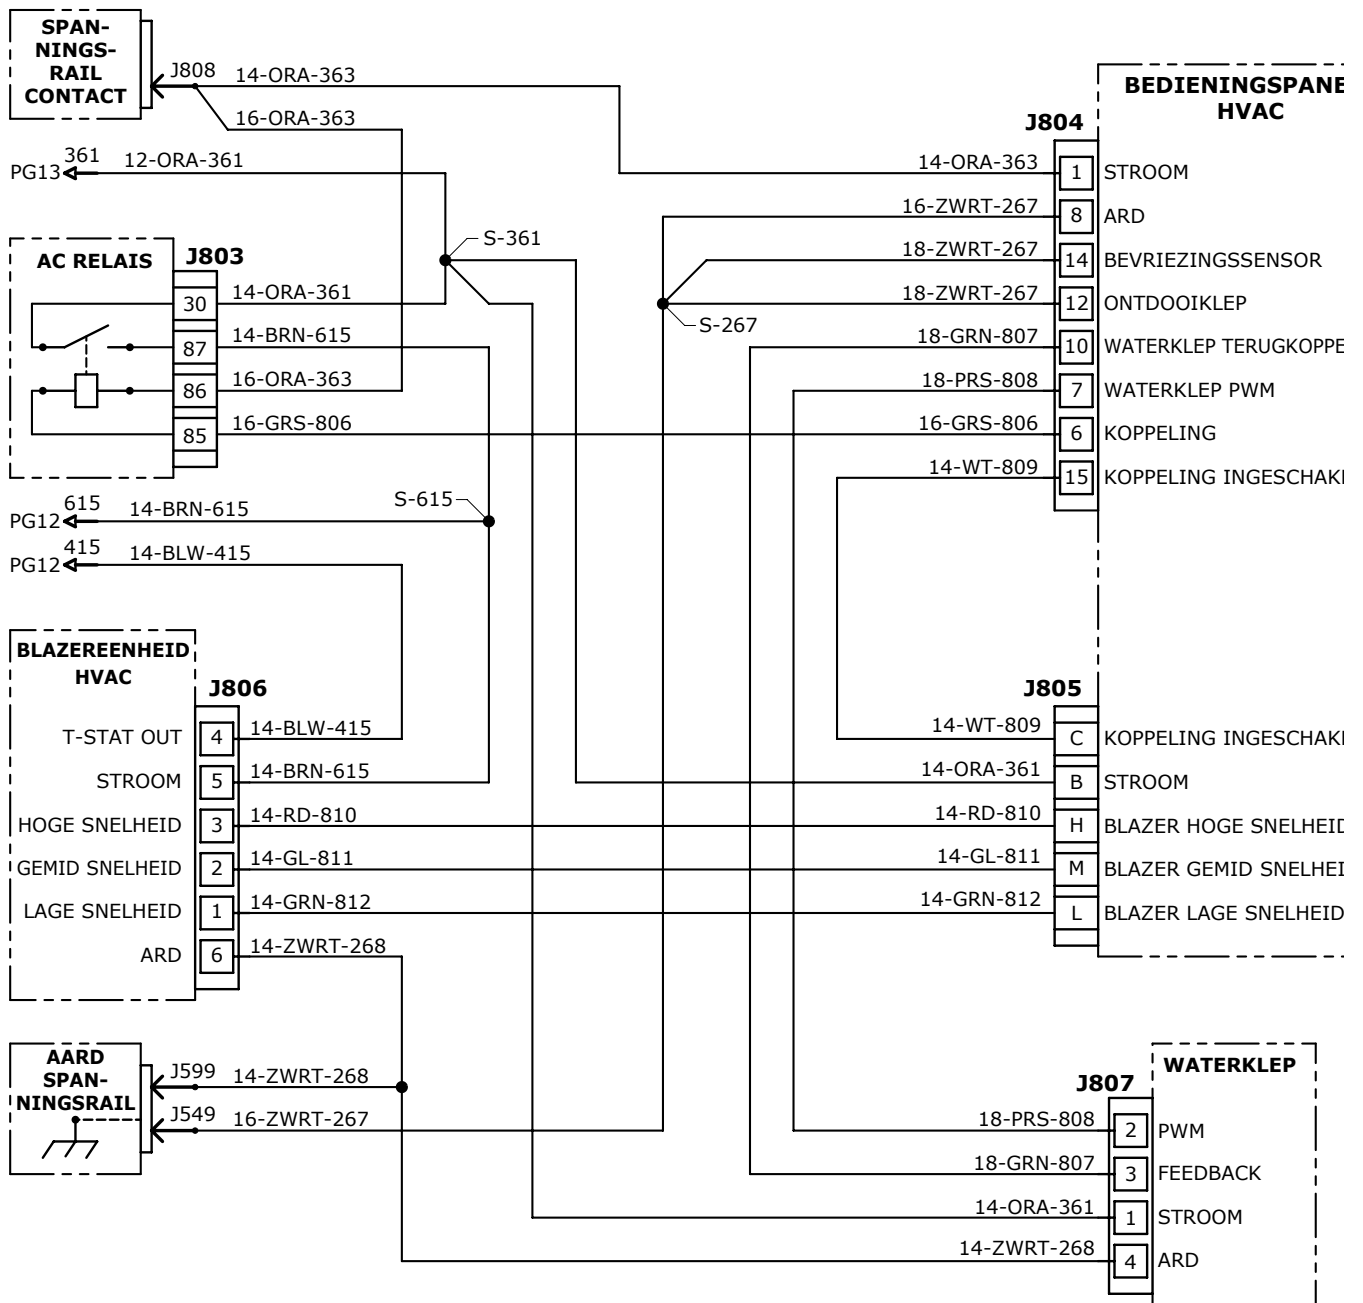 SPAN-
NINGS-
RAIL
CONTACT
J808
14-ORA-363
16-ORA-363
361
PG13
12-ORA-361
AC RELAIS
J803
30
14-ORA-361
87
14-BRN-615
86
16-ORA-363
85
16-GRS-806
S-361
S-267
S-615
615
PG12
14-BRN-615
415
PG12
14-BLW-415
BLAZEREENHEID
HVAC
J806
T-STAT OUT
4
14-BLW-415
STROOM
5
14-BRN-615
HOGE SNELHEID
3
14-RD-810
GEMID SNELHEID
2
14-GL-811
LAGE SNELHEID
1
14-GRN-812
ARD
6
14-ZWRT-268
AARD
SPAN-
NINGSRAIL
J599
14-ZWRT-268
J549
16-ZWRT-267
BEDIENINGSPANE
HVAC
J804
14-ORA-363
1
STROOM
16-ZWRT-267
8
ARD
18-ZWRT-267
14
BEVRIEZINGSSENSOR
18-ZWRT-267
12
ONTDOOIKLEP
18-GRN-807
10
WATERKLEP TERUGKOPPE
18-PRS-808
7
WATERKLEP PWM
16-GRS-806
6
KOPPELING
14-WT-809
15
KOPPELING INGESCHAK
J805
14-WT-809
C
KOPPELING INGESCHAK
14-ORA-361
B
STROOM
14-RD-810
H
BLAZER HOGE SNELHEID
14-GL-811
M
BLAZER GEMID SNELHEI
14-GRN-812
L
BLAZER LAGE SNELHEID
WATERKLEP
J807
18-PRS-808
2
PWM
18-GRN-807
3
FEEDBACK
14-ORA-361
1
STROOM
14-ZWRT-268
4
ARD